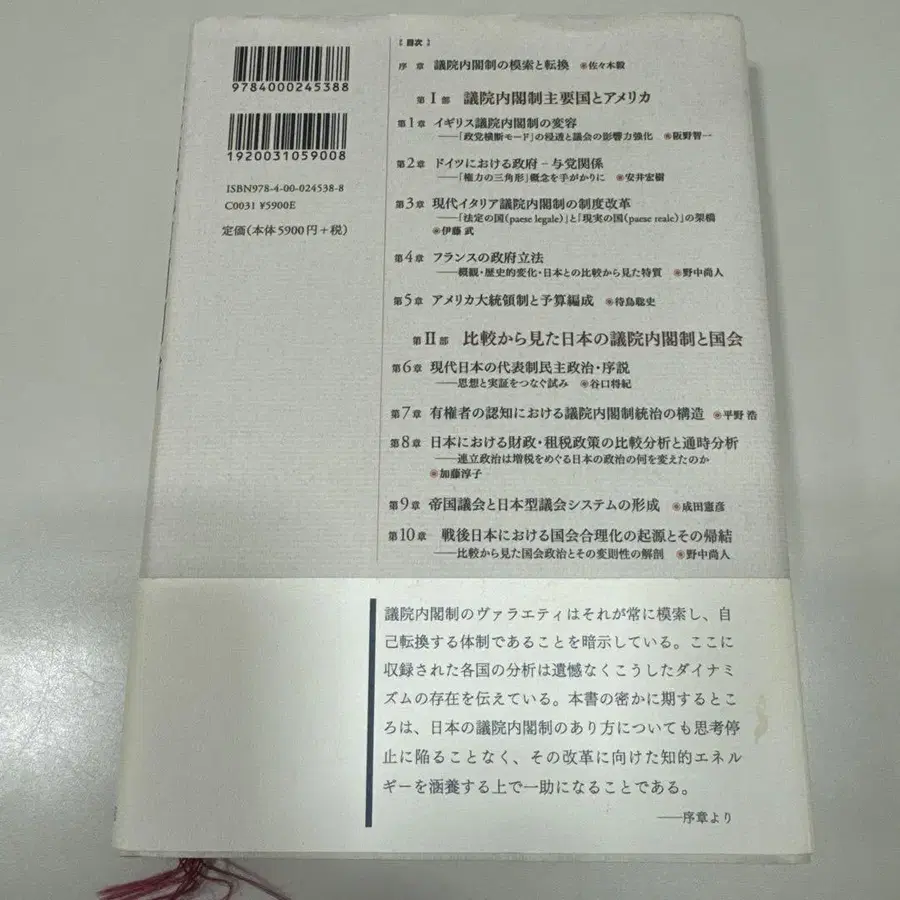 9784000245388
1920031059008
ISBN978-4-00-024538-8
C0031 ¥5900E
定価(本体5900円+税)
〔目次〕
序章 議院内閣制の模索と転換 ◉佐々木毅
第Ⅰ部 議院内閣制主要国とアメリカ
第1章 イギリス議院内閣制の変容
——「政党横断モード」の浸透と議会の影響力強化 ◉阪野智一
第2章 ドイツにおける政府–与党関係
——「権力の三角形」概念を手がかりに ◉安井宏樹
第3章 現代イタリア議院内閣制の制度改革
——「法定の国(paese legale)」と「現実の国(paese reale)」の架橋
◉伊藤 武
第4章 フランスの政府立法
——概観・歴史的変化・日本との比較から見た特質 ◉野中尚人
第5章 アメリカ大統領制と予算編成 ◉待鳥聡史
第Ⅱ部 比較から見た日本の議院内閣制と国会
第6章 現代日本の代表制民主政治・序説
——思想と実証をつなぐ試み ◉谷口将紀
第7章 有権者の認知における議院内閣制統治の構造 ◉平野 浩
第8章 日本における財政・租税政策の比較分析と通時分析
——連立政治は増税をめぐる日本の政治の何を変えたのか
◉加藤淳子
第9章 帝国議会と日本型議会システムの形成 ◉成田憲彦
第10章 戦後日本における国会合理化の起源とその帰結
——比較から見た国会政治とその変則性の解剖 ◉野中尚人
議院内閣制のヴァラエティはそれが常に模索し、自
己転換する体制であることを暗示している。ここに
収録された各国の分析は遺憾なくこうしたダイナミ
ズムの存在を伝えている。本書の密かに期するとこ
ろは、日本の議院内閣制のあり方についても思考停
止に陥ることなく、その改革に向けた知的エネル
ギーを涵養する上で一助になることである。
——序章より